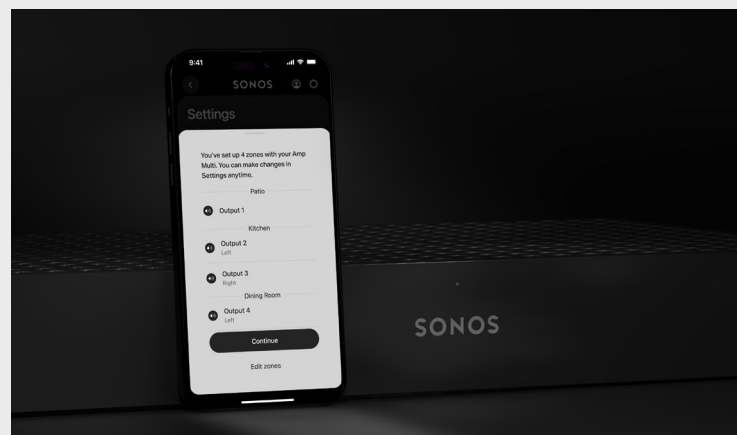 9:41
SONOS
Settings
You've set up 4 zones with your Amp
Multi. You can make changes in
Settings anytime.
Patio
Output 1
Kitchen
Output 2
Left
Output 3
Right
Dining Room
Output 4
Left
Continue
Edit zones
SONOS